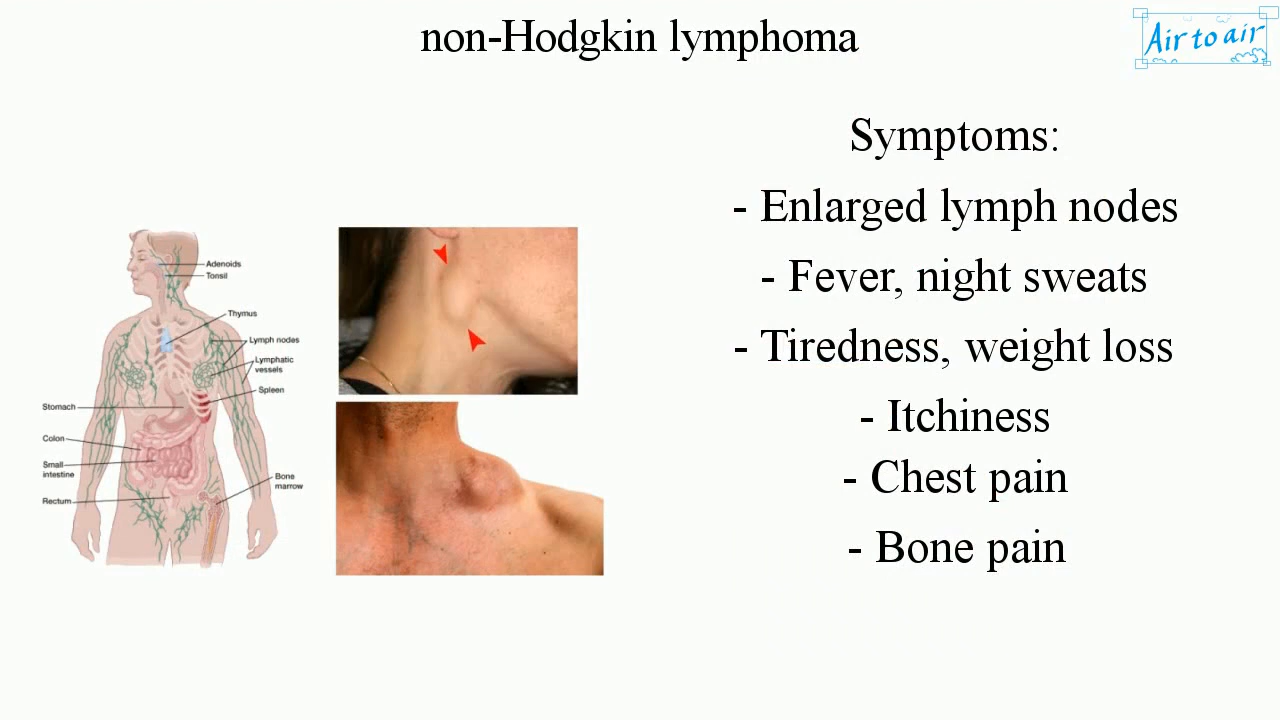 non-Hodgkin lymphoma
Air to air
Symptoms:
- Enlarged lymph nodes
- Fever, night sweats
- Tiredness, weight loss
- Itchiness
- Chest pain
- Bone pain
Adenoids
Tonsil
Thymus
Lymph nodes
Lymphatic
vessels
Spleen
Stomach
Colon
Small
intestine
Rectum
Bone
marrow